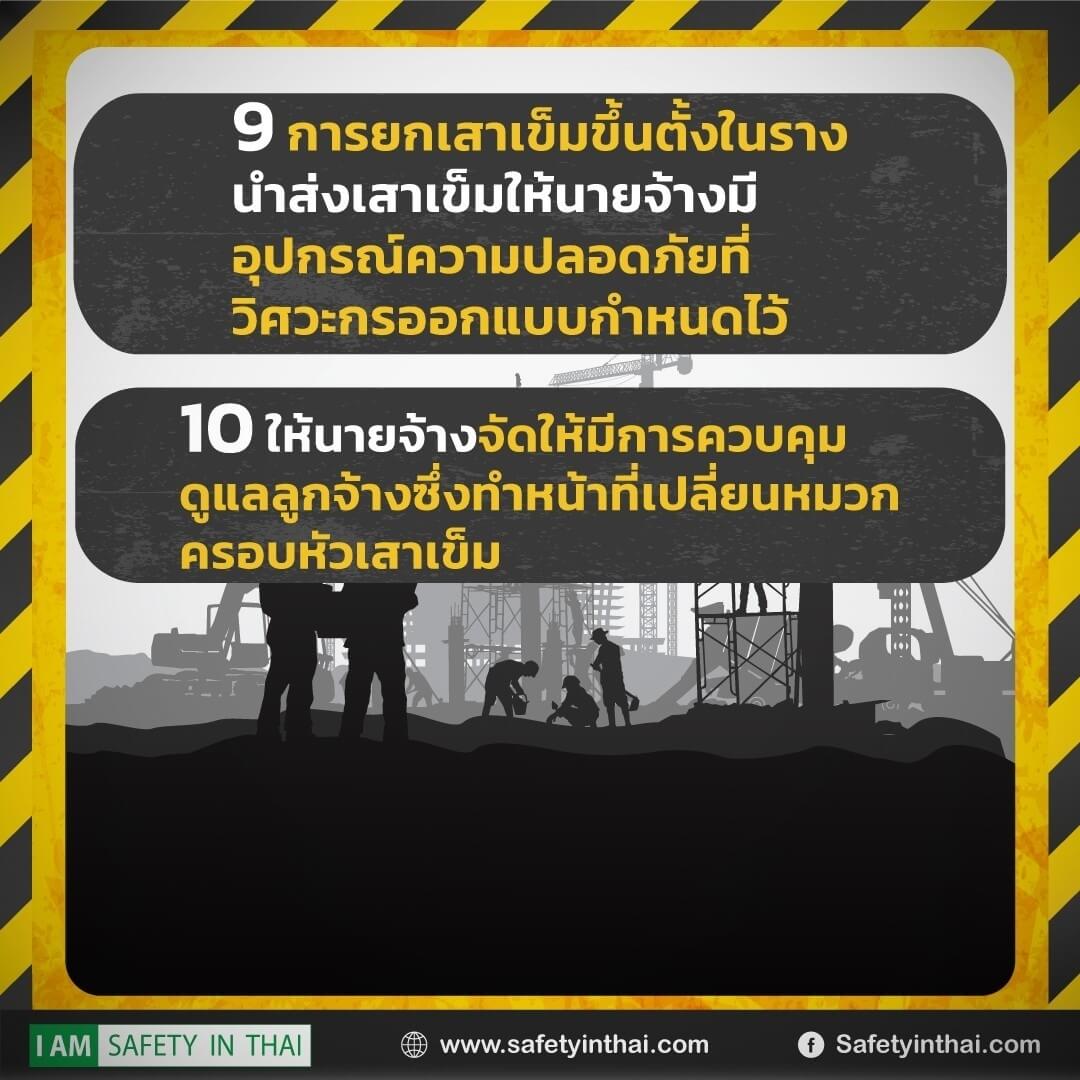 9 การยกเสาเข็มขึ้นตั้งในราง
นำส่งเสาเข็มให้นายจ้างมี
อุปกรณ์ความปลอดภัยที่
วิศวะกรออกแบบกำหนดไว้
10 ให้นายจ้างจัดให้มีการควบคุม
ดูแลลูกจ้างซึ่งทำหน้าที่เปลี่ยนหมวก
ครอบหัวเสาเข็ม
I AM SAFETY IN THAI
www.safetyinthai.com
Safetyinthai.com